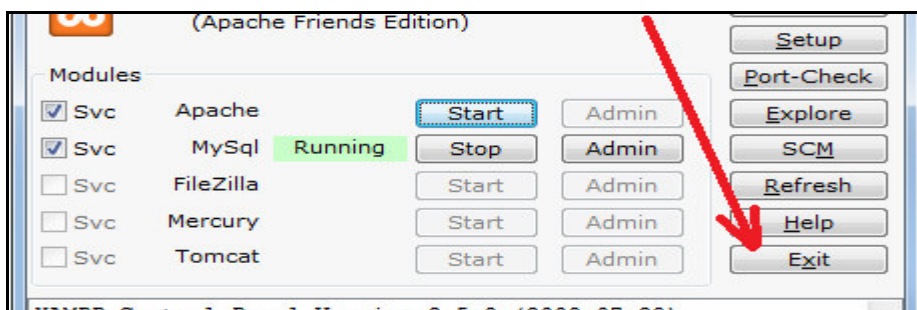 (Apache Friends Edition)
Setup
Modules
Port-Check
Svc Apache Start Admin Explore
Svc MySql Running Stop Admin SCM
Svc FileZilla Start Admin Refresh
Svc Mercury Start Admin Help
Svc Tomcat Start Admin Exit